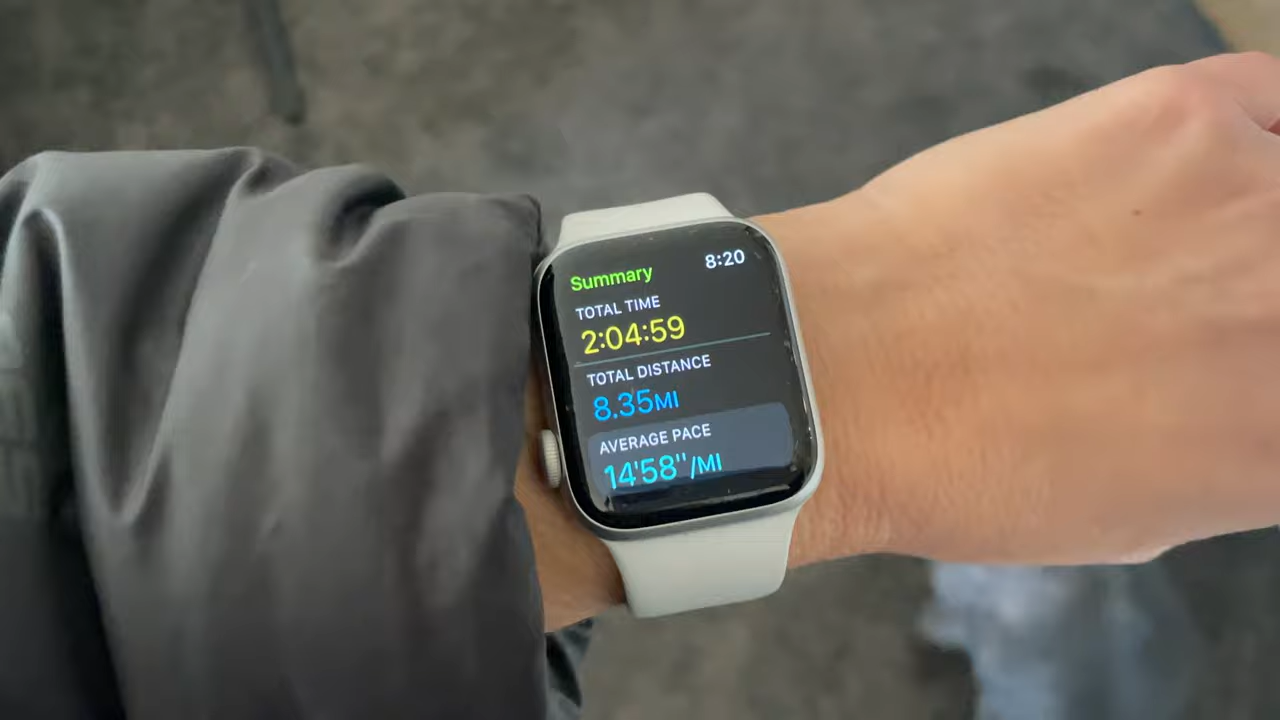 Summary 8:20
TOTAL TIME
2:04:59
TOTAL DISTANCE
8.35MI
AVERAGE PACE
14'58"/MI